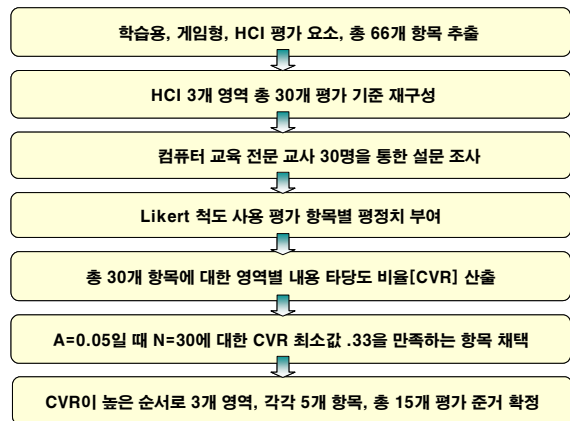 학습용, 게임형, HCI 평가 요소, 총 66개 항목 추출
HCI 3개 영역 총 30개 평가 기준 재구성
컴퓨터 교육 전문 교사 30명을 통한 설문 조사
Likert 척도 사용 평가 항목별 평정치 부여
총 30개 항목에 대한 영역별 내용 타당도 비율[CVR] 산출
A=0.05일 때 N=30에 대한 CVR 최소값 .33을 만족하는 항목 채택
CVR이 높은 순서로 3개 영역, 각각 5개 항목, 총 15개 평가 준거 확정